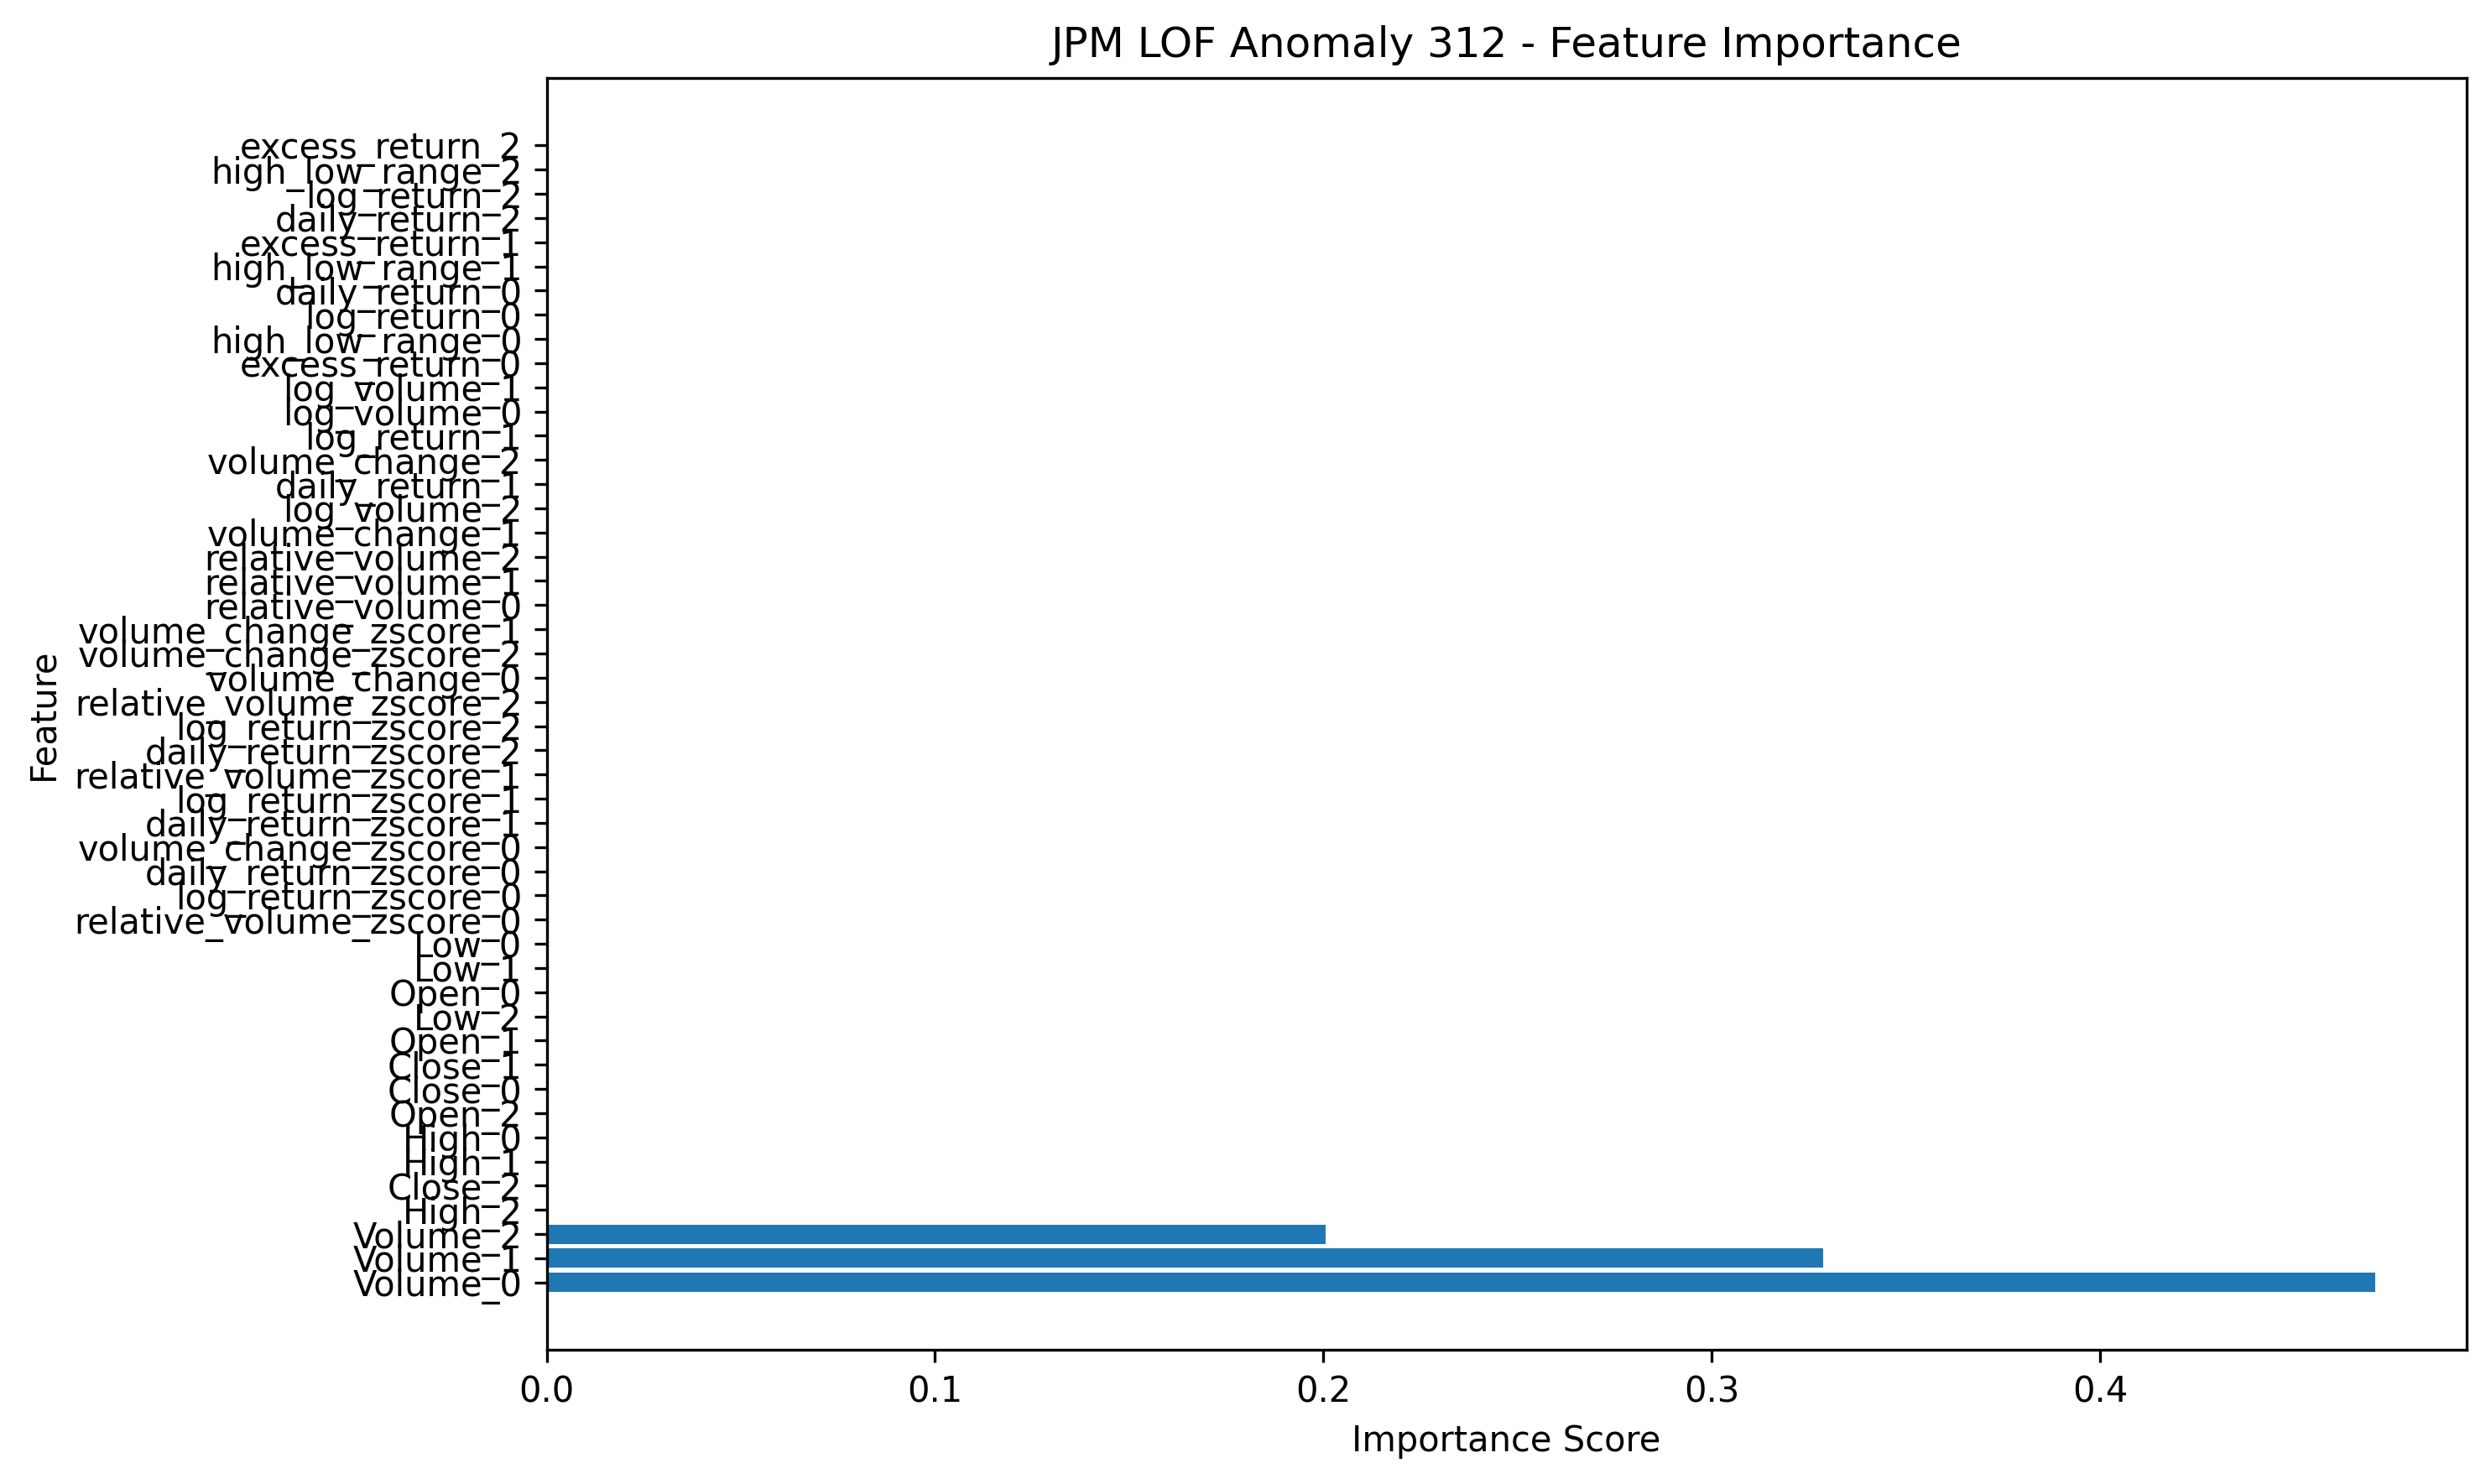 JPM LOF Anomaly 312 - Feature Importance
excess_return_2
high_low_range_2
log_return_2
daily_return_2
excess_return_1
high_low_range_1
daily_return_0
log_return_0
high_low_range_0
excess_return_0
log_volume_1
log_volume_0
log_return_1
volume_change_2
daily_return_1
log_volume_2
volume_change_1
relative_volume_2
relative_volume_1
relative_volume_0
volume_change_zscore_1
volume_change_zscore_2
volume_change_0
relative_volume_zscore_2
log_return_zscore_2
daily_return_zscore_2
relative_volume_zscore_1
log_return_zscore_1
daily_return_zscore_1
volume_change_zscore_0
daily_return_zscore_0
log_return_zscore_0
relative_volume_zscore_0
Low_0
Low_1
Open_0
Low_2
Open_1
Close_1
Close_0
Open_2
High_0
High_1
Close_2
High_2
Volume_2
Volume_1
Volume_0
Feature
0.0 0.1 0.2 0.3 0.4
Importance Score